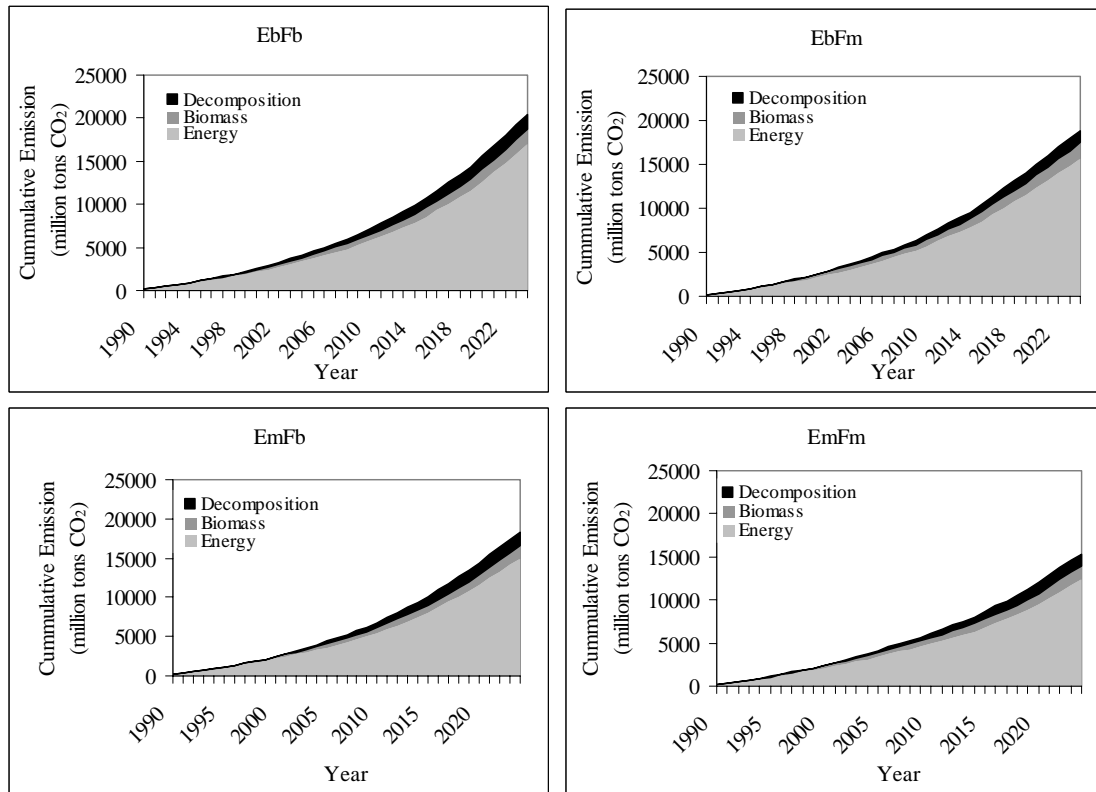 EbFb
Cummulative Emission
(million tons CO₂)
25000
20000
15000
10000
5000
0
Decomposition
Biomass
Energy
1990
1994
1998
2002
2006
2010
2014
2018
2022
Year
EbFm
Cummulative Emission
(million tons CO₂)
25000
20000
15000
10000
5000
0
Decomposition
Biomass
Energy
1990
1994
1998
2002
2006
2010
2014
2018
2022
Year
EmFb
Cummulative Emission
(million tons CO₂)
25000
20000
15000
10000
5000
0
Decomposition
Biomass
Energy
1990
1995
2000
2005
2010
2015
2020
Year
EmFm
Cummulative Emission
(million tons CO₂)
25000
20000
15000
10000
5000
0
Decomposition
Biomass
Energy
1990
1995
2000
2005
2010
2015
2020
Year